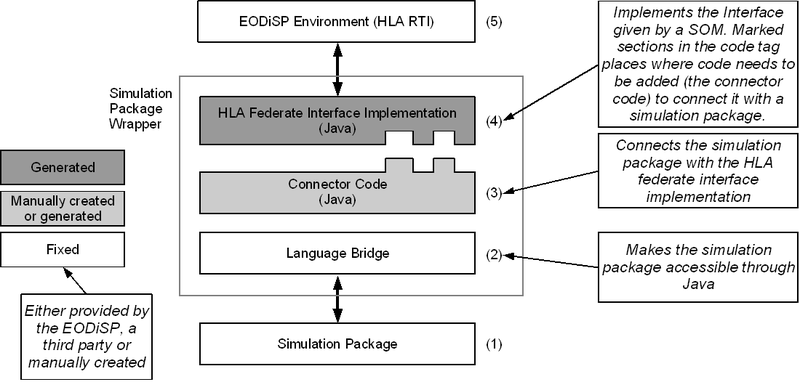 EODiSP Environment (HLA RTI)
(5)
Simulation
Package
Wrapper
HLA Federate Interface Implementation
(Java)
(4)
Connector Code
(Java)
(3)
Language Bridge
(2)
Simulation Package
(1)
Generated
Manually created
or generated
Fixed
Either provided by
the EODiSP, a
third party or
manually created
Implements the Interface
given by a SOM. Marked
sections in the code tag
places where code needs to
be added (the connector
code) to connect it with a
simulation package.
Connects the simulation
package with the HLA
federate interface
implementation
Makes the simulation
package accessible through
Java